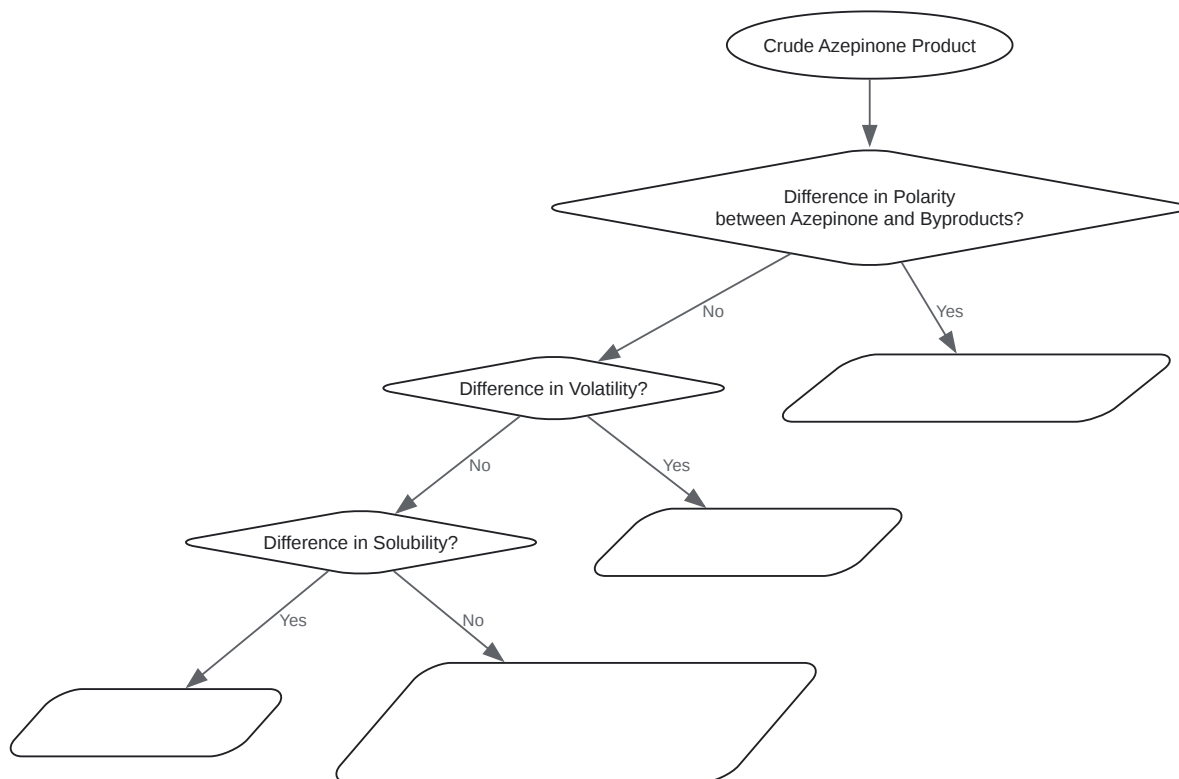 Crude Azepinone Product
Difference in Polarity
between Azepinone and Byproducts?
No
Yes
Difference in Volatility?
No
Yes
Difference in Solubility?
Yes
No